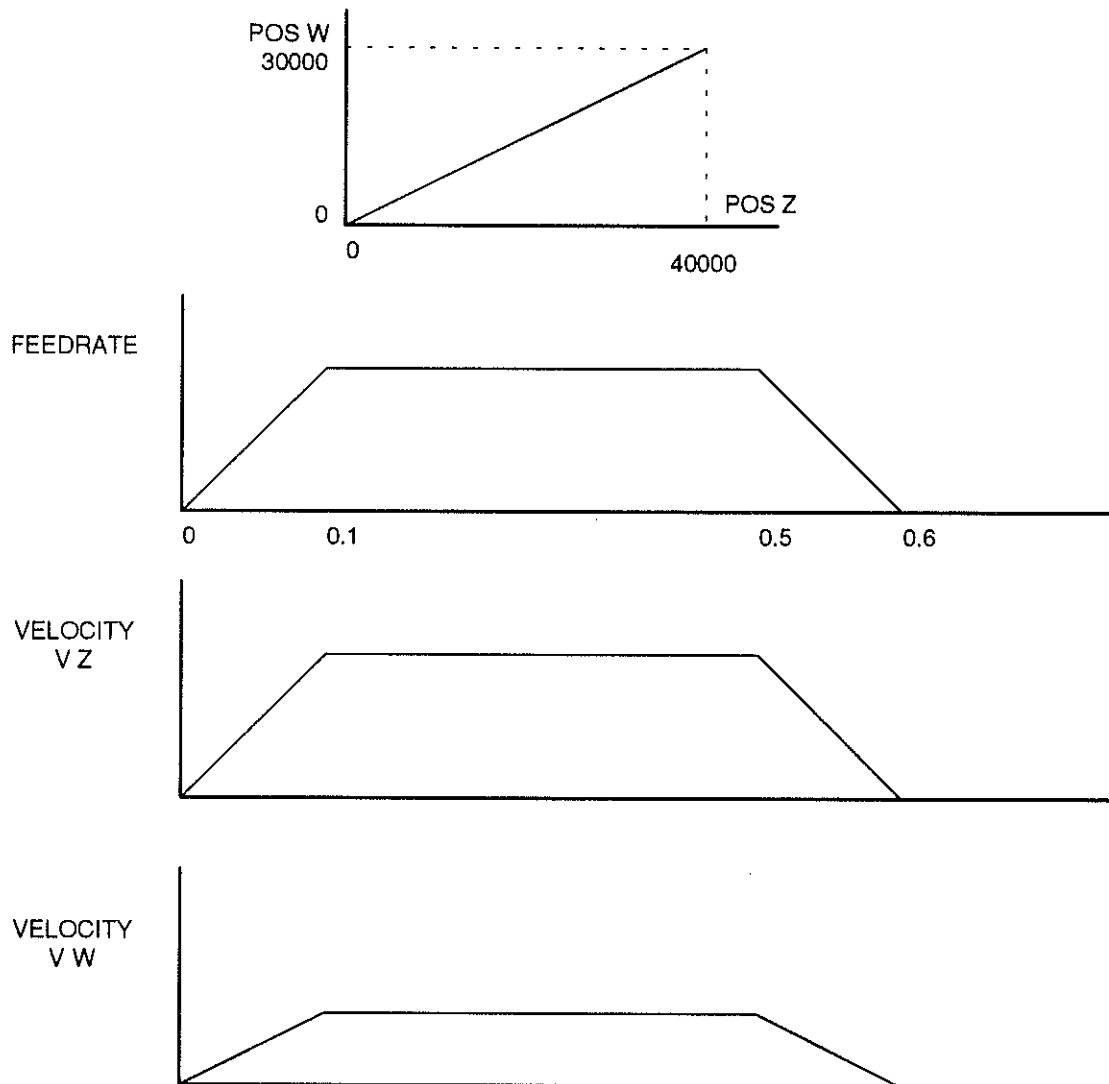 POS W
30000
0
POS Z
0
40000
FEEDRATE
0
0.1
0.5
0.6
VELOCITY
V Z
VELOCITY
V W